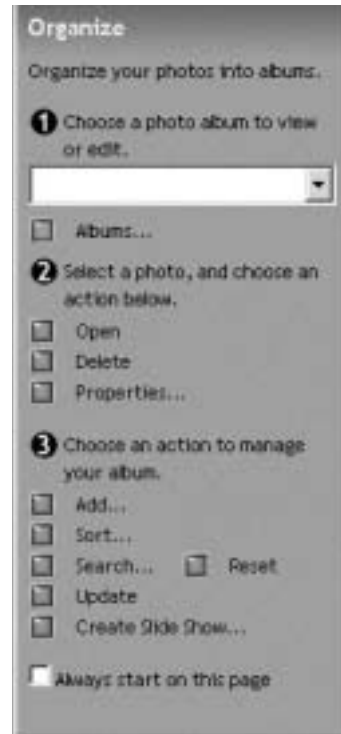 Organize
Organize your photos into albums.
1 Choose a photo album to view
or edit.
Albums...
2 Select a photo, and choose an
action below.
Open
Delete
Properties...
3 Choose an action to manage
your album.
Add...
Sort...
Search... Reset
Update
Create Slide Show...
Always start on this page